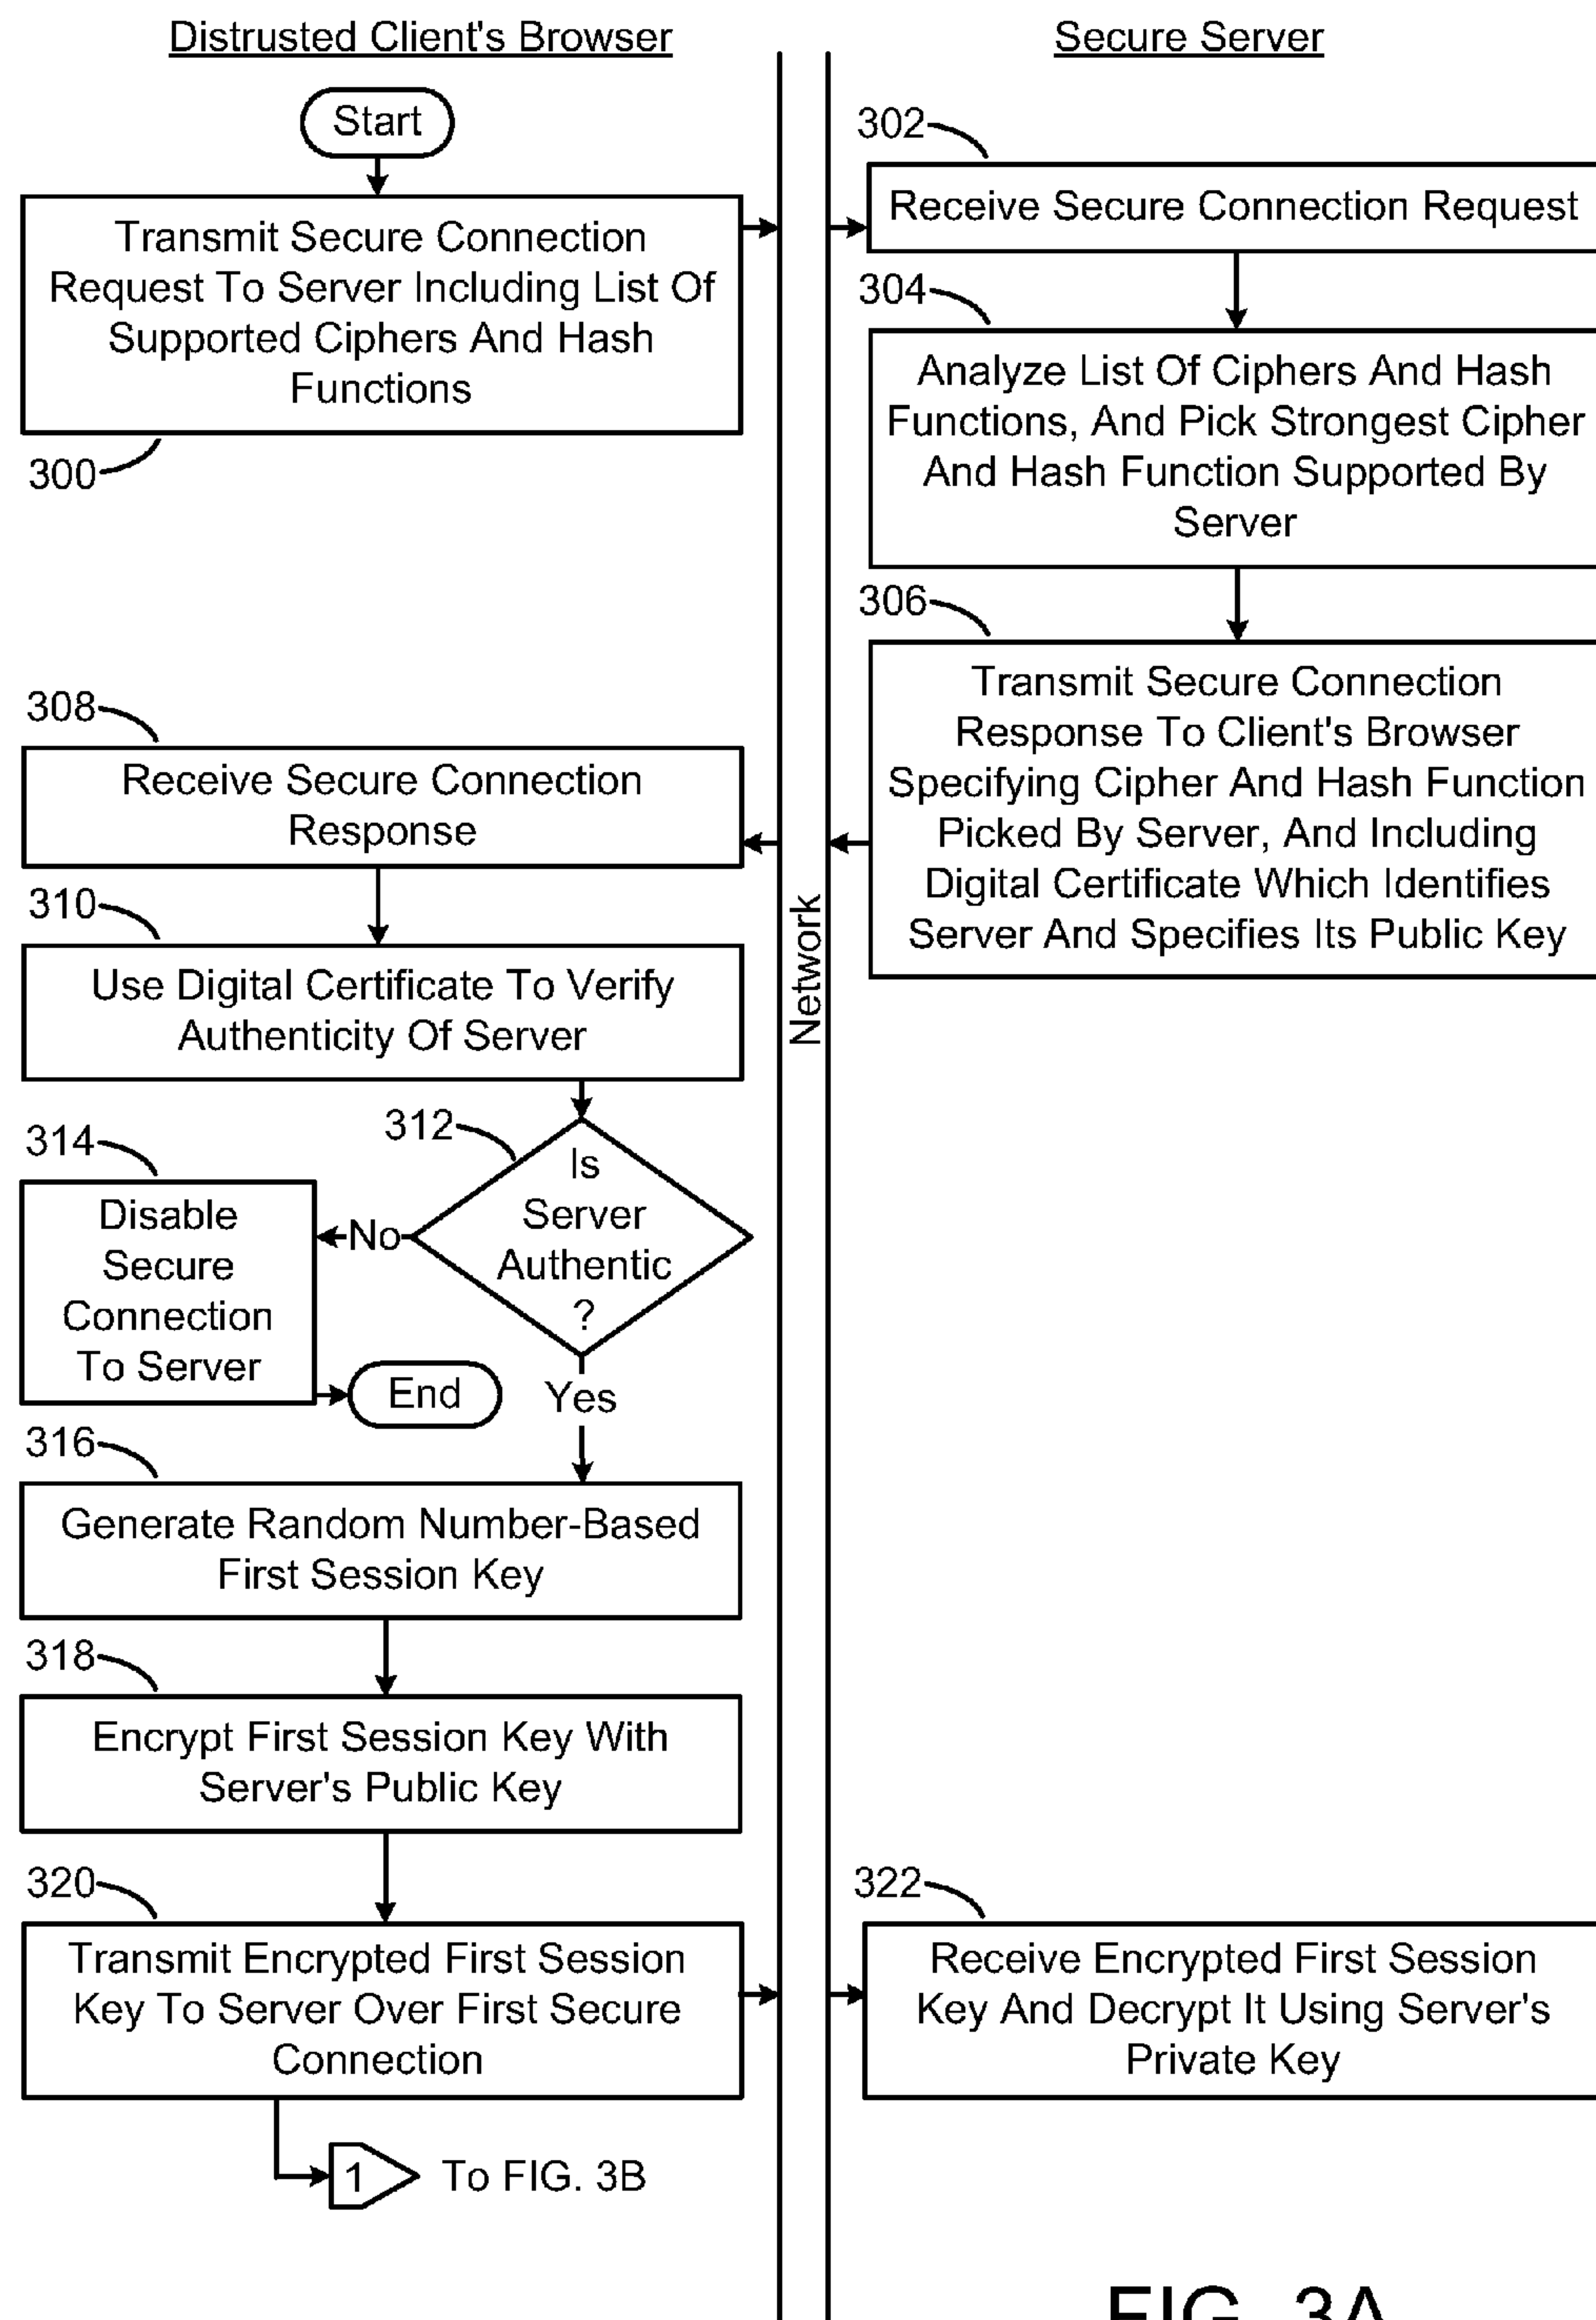 Distrusted Client's Browser
Secure Server
Start
302
Receive Secure Connection Request
Transmit Secure Connection
Request To Server Including List Of
Supported Ciphers And Hash
Functions
300
304
Analyze List Of Ciphers And Hash
Functions, And Pick Strongest Cipher
And Hash Function Supported By
Server
306
Transmit Secure Connection
Response To Client's Browser
Specifying Cipher And Hash Function
Picked By Server, And Including
Digital Certificate Which Identifies
Server And Specifies Its Public Key
308
Receive Secure Connection
Response
Network
310
Use Digital Certificate To Verify
Authenticity Of Server
312
Is
Server
Authentic
?
No
314
Disable
Secure
Connection
To Server
End
Yes
316
Generate Random Number-Based
First Session Key
318
Encrypt First Session Key With
Server's Public Key
320
Transmit Encrypted First Session
Key To Server Over First Secure
Connection
322
Receive Encrypted First Session
Key And Decrypt It Using Server's
Private Key
1
To FIG. 3B
FIG. 3A